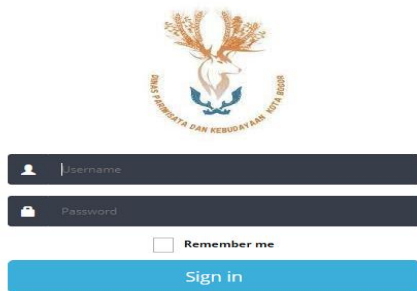 DINAS PARIWISATA DAN KEBUDAYAAN KOTA BOGOR
Username
Password
Remember me
Sign in